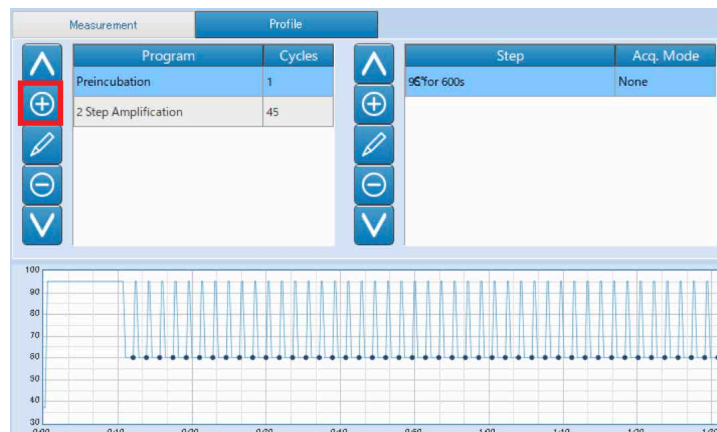 Measurement Profile
Program Cycles Step Acq. Mode
Preincubation 1 for 600s None
2 Step Amplification 45
100
90
80
70
60
50
40
30